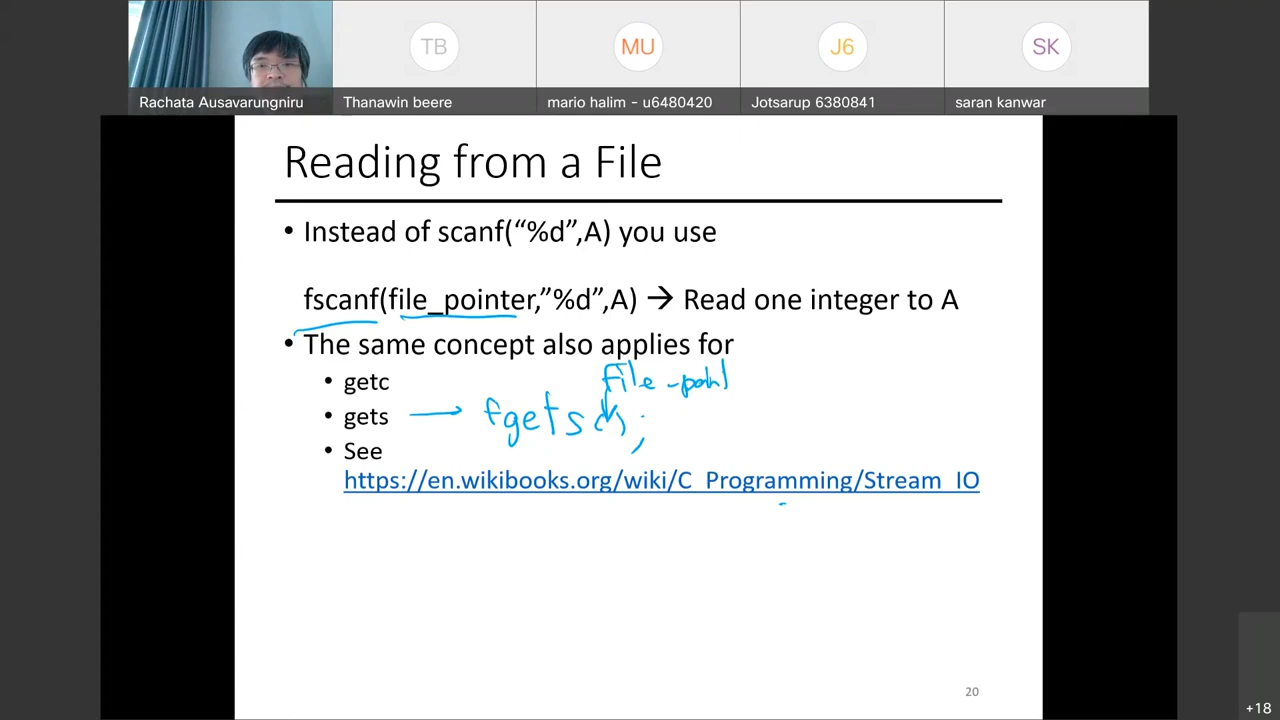 TB
MU
J6
SK
Rachata Ausavarungniru
Thanawin beere
mario halim - u6480420
Jotsarup 6380841
saran kanwar
Reading from a File
• Instead of scanf(“%d”,A) you use
fscanf(file_pointer,”%d”,A) → Read one integer to A
• The same concept also applies for
• getc
file
• gets → fgets
• See
https://en.wikibooks.org/wiki/C_Programming/Stream_IO
20
+18